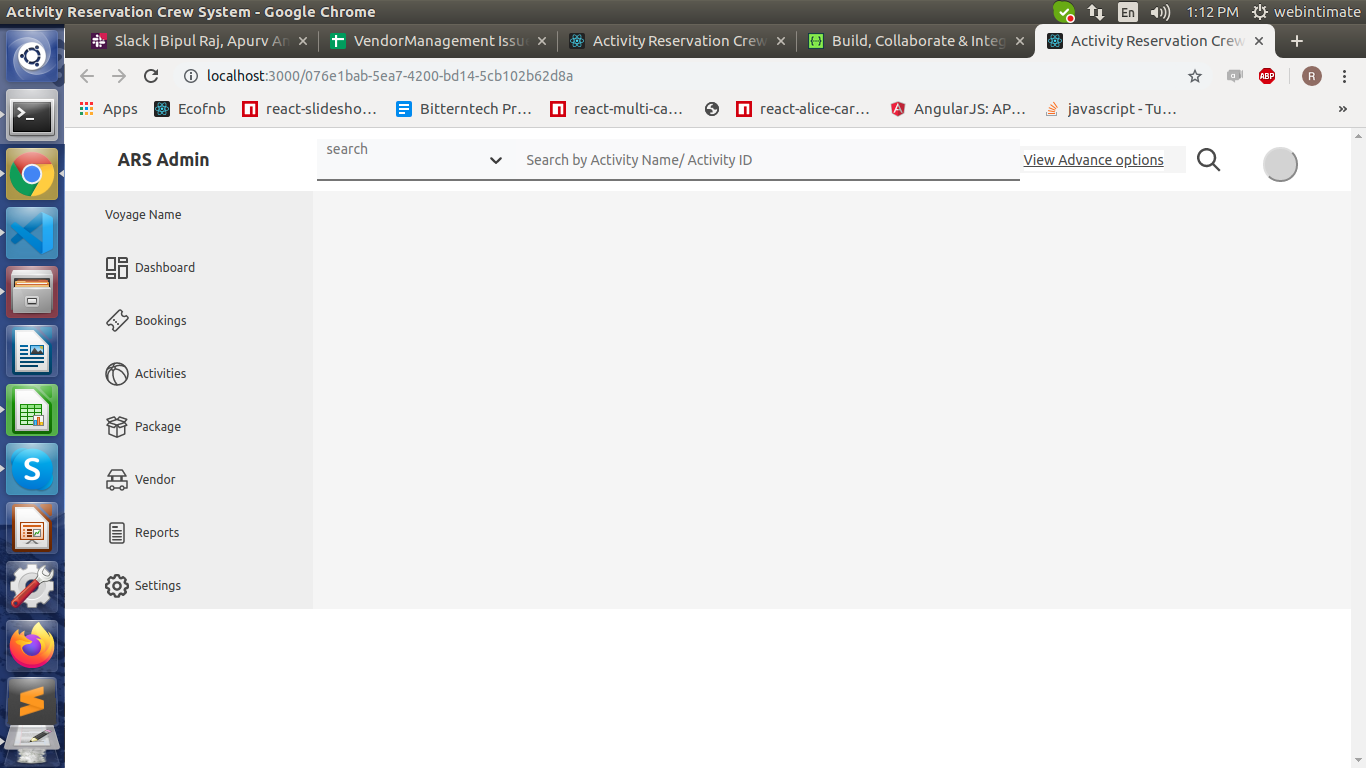 Activity Reservation Crew System - Google Chrome
En
1:12 PM
webintimate
Slack | Bipul Raj, Apurv An
VendorManagement Issu
Activity Reservation Crew
Build, Collaborate & Integ
Activity Reservation Crew
localhost:3000/076e1bab-5ea7-4200-bd14-5cb102b62d8a
ABP
R
Apps
Ecofnb
react-slidesho...
Bitterntech Pr...
react-multi-ca...
react-alice-car...
AngularJS: AP...
javascript - Tu...
»
ARS Admin
search
Search by Activity Name/ Activity ID
View Advance options
Voyage Name
Dashboard
Bookings
Activities
Package
Vendor
Reports
Settings